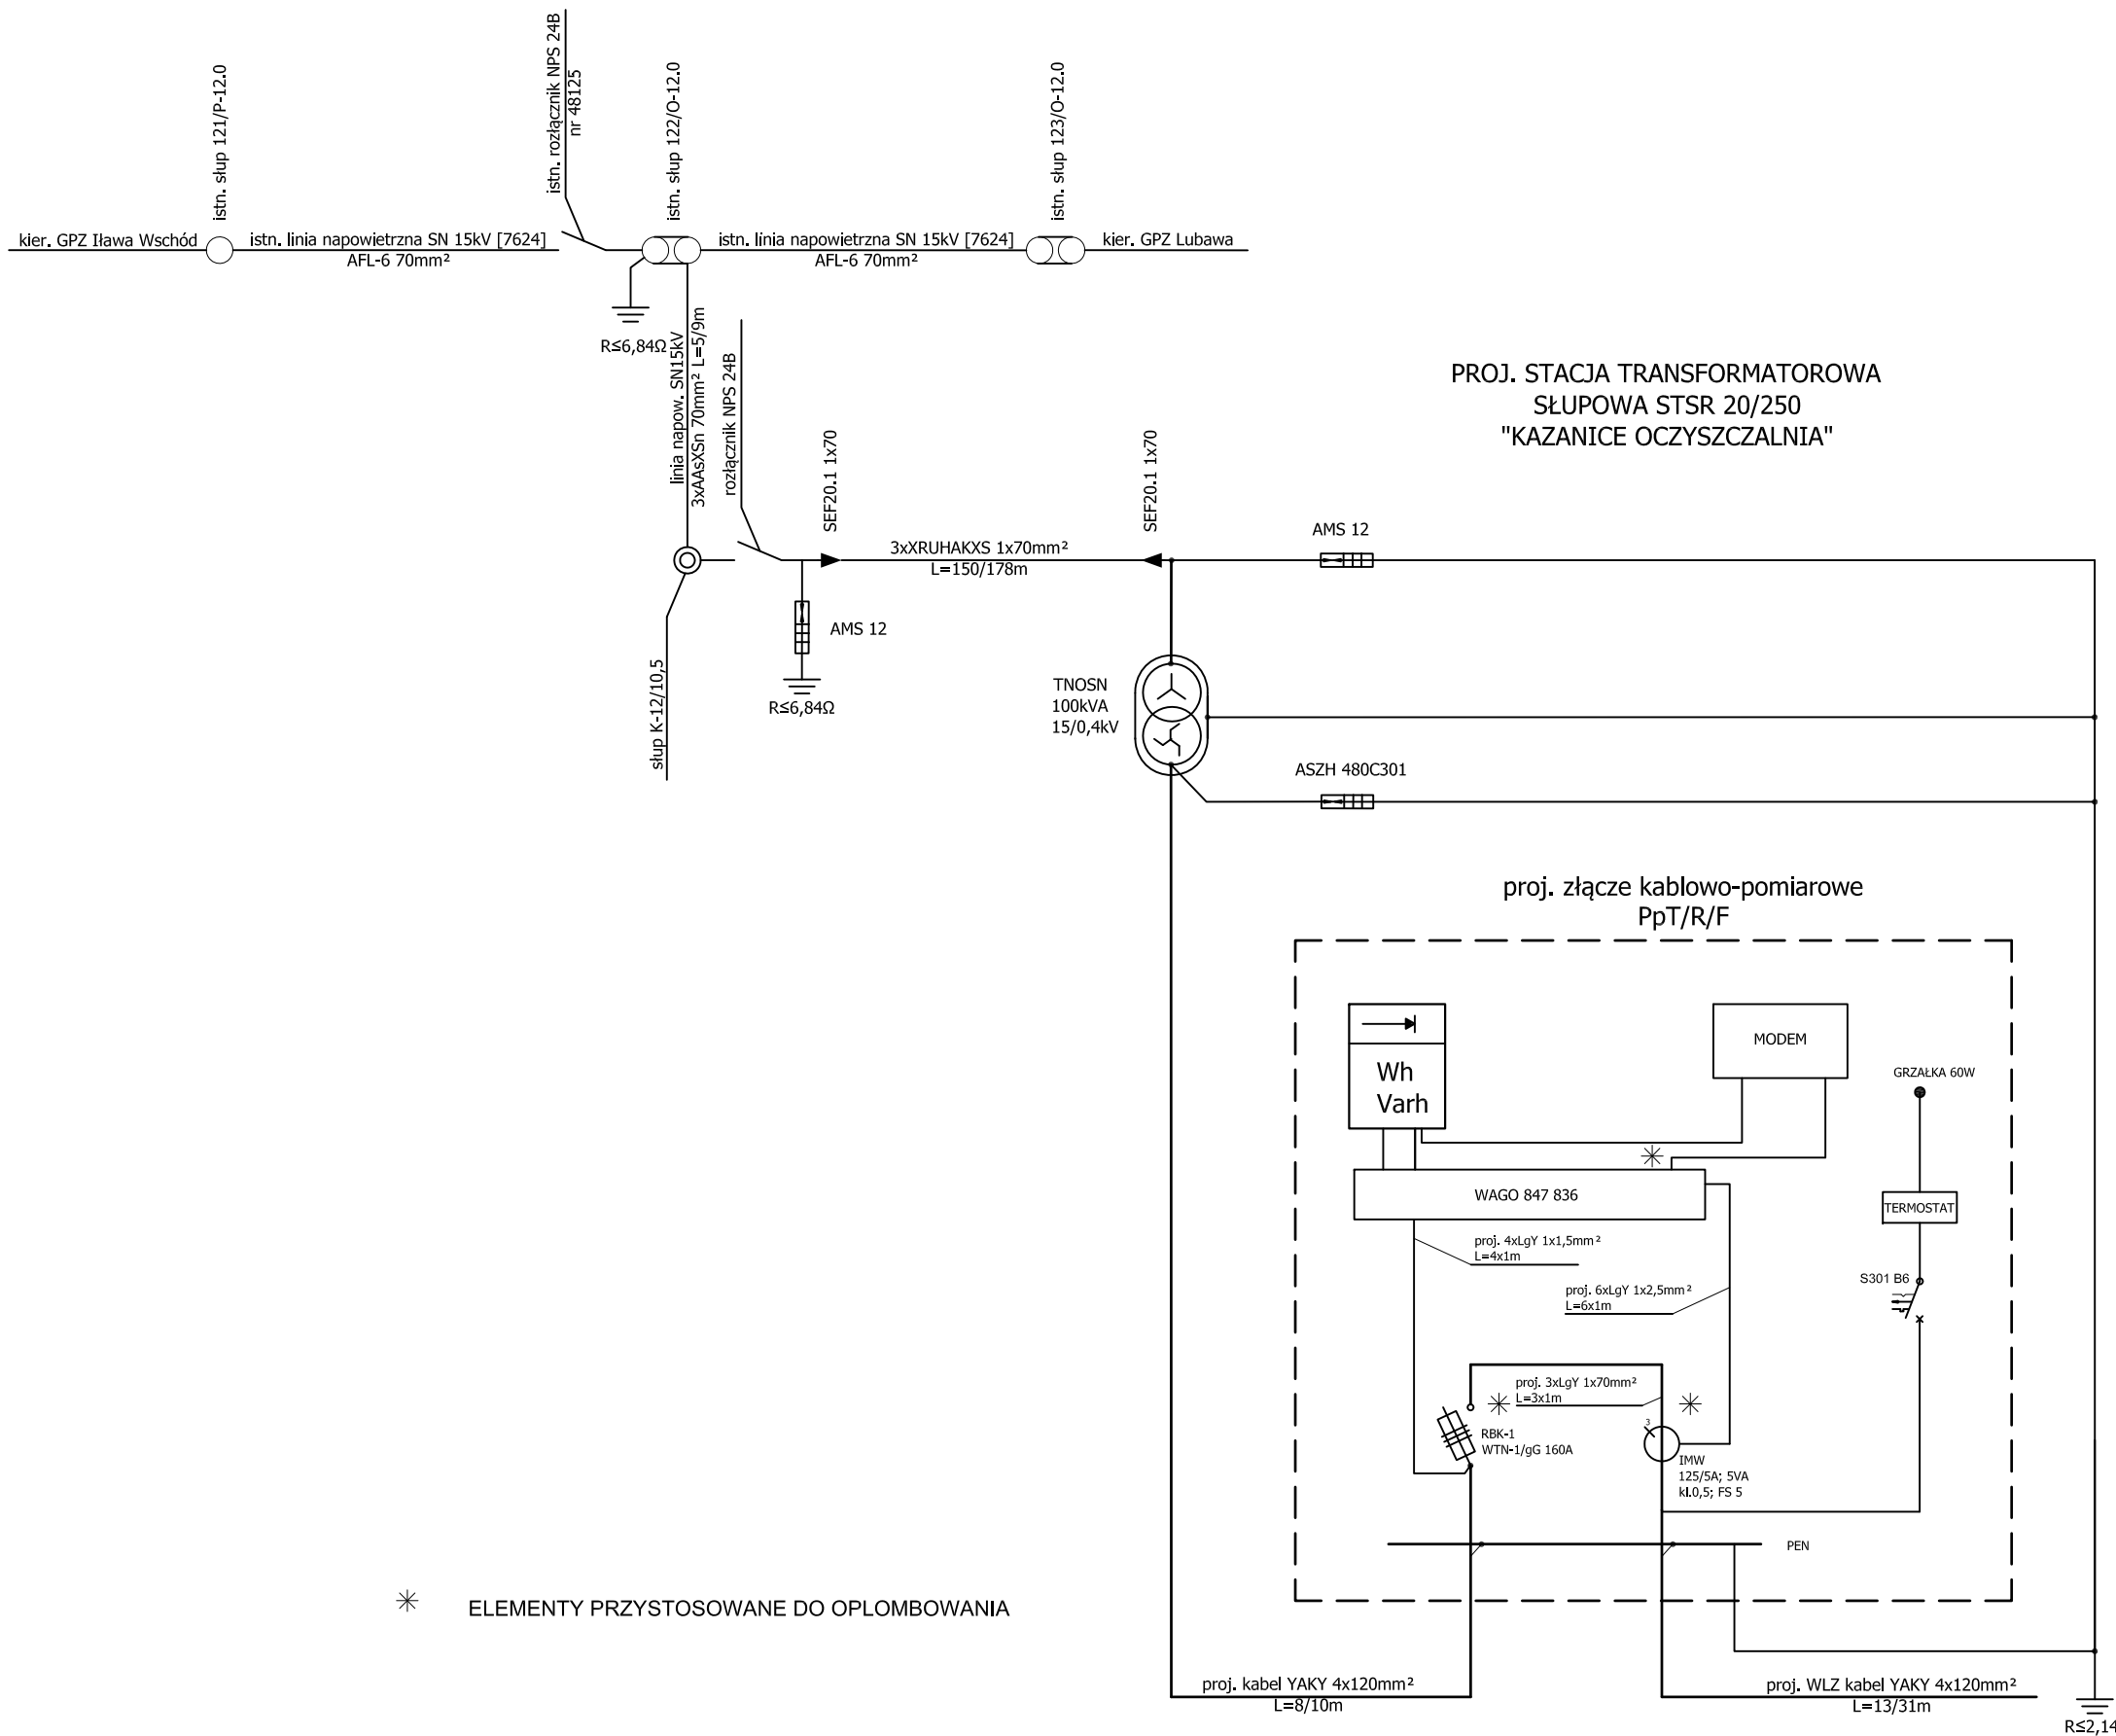 istn. słup 121/P-12.0
istn. rozłącznik NPS 24B
nr 48125
istn. słup 122/O-12.0
istn. słup 123/O-12.0
kier. GPZ Iława Wschód
istn. linia napowietrzna SN 15kV [7624]
AFL-6 70mm²
istn. linia napowietrzna SN 15kV [7624]
AFL-6 70mm²
kier. GPZ Lubawa
R≤6,84Ω
linia napow. SN15kV
3xAAsXSn 70mm² L=5/9m
rozłącznik NPS 24B
SEF20.1 1x70
SEF20.1 1x70
PROJ. STACJA TRANSFORMATOROWA
SŁUPOWA STSR 20/250
"KAZANICE OCZYSZCZALNIA"
3xXRUHAKXS 1x70mm²
L=150/178m
AMS 12
AMS 12
R≤6,84Ω
słup K-12/10,5
TNOSN
100kVA
15/0,4kV
ASZH 480C301
proj. złącze kablowo-pomiarowe
PpT/R/F
Wh
Varh
MODEM
GRZAŁKA 60W
WAGO 847 836
TERMOSTAT
proj. 4xLgY 1x1,5mm²
L=4x1m
proj. 6xLgY 1x2,5mm²
L=6x1m
S301 B6
proj. 3xLgY 1x70mm²
L=3x1m
RBK-1
WTN-1/gG 160A
3
IMW
125/5A; 5VA
kl.0,5; FS 5
PEN
ELEMENTY PRZYSTOSOWANE DO OPLOMBOWANIA
proj. kabel YAKY 4x120mm²
L=8/10m
proj. WLZ kabel YAKY 4x120mm²
L=13/31m
R≤2,14